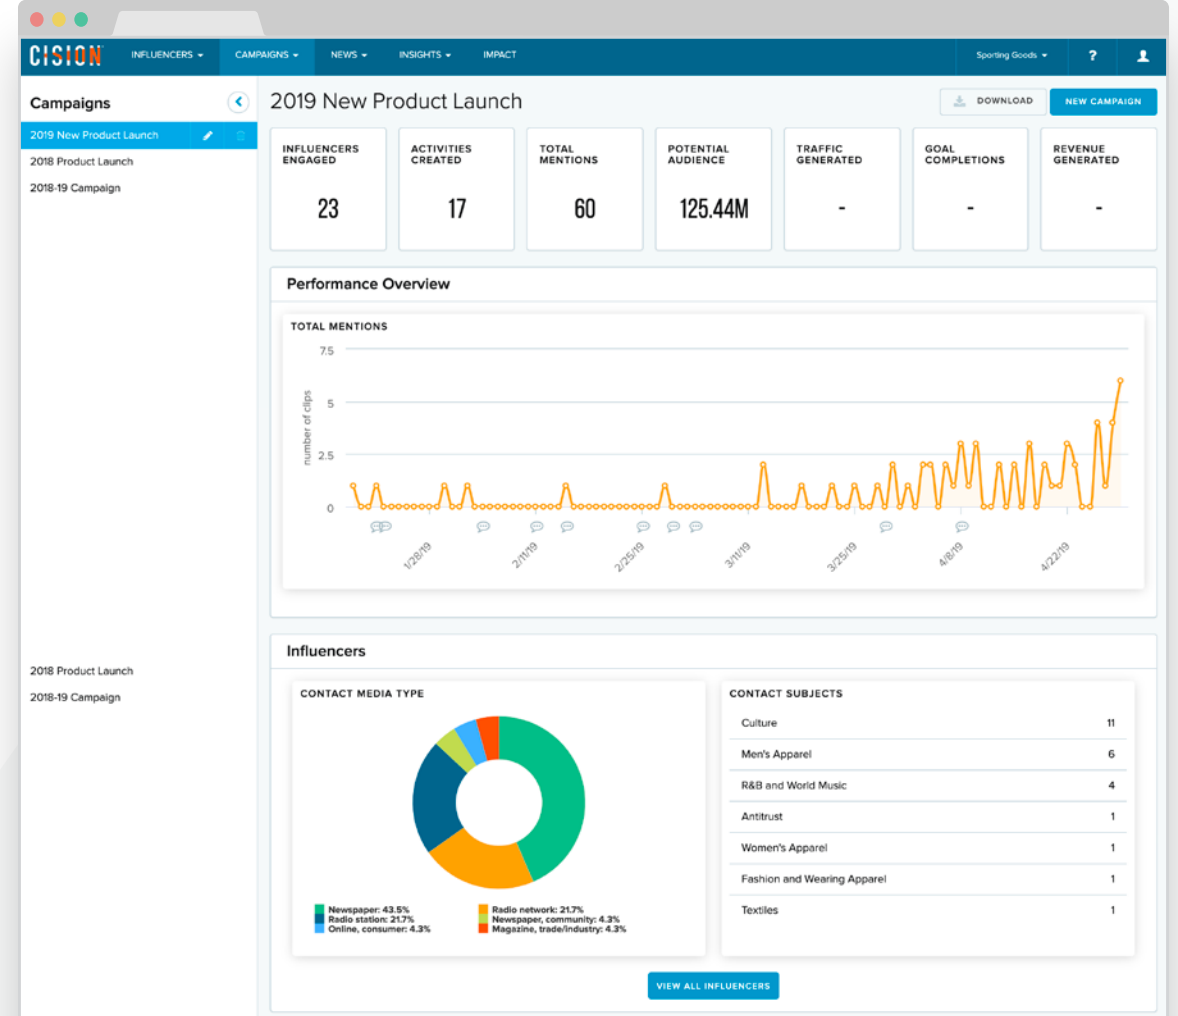 CISION
INFLUENCERS
CAMPAIGNS
NEWS
INSIGHTS
IMPACT
Sporting Goods
?
Campaigns
2019 New Product Launch
2018 Product Launch
2018-19 Campaign
2018 Product Launch
2018-19 Campaign
2019 New Product Launch
DOWNLOAD
NEW CAMPAIGN
INFLUENCERS
ENGAGED
23
ACTIVITIES
CREATED
17
TOTAL
MENTIONS
60
POTENTIAL
AUDIENCE
125.44M
TRAFFIC
GENERATED
-
GOAL
COMPLETIONS
-
REVENUE
GENERATED
-
Performance Overview
TOTAL MENTIONS
number of clips
7.5
5
2.5
0
1/28/19
2/11/19
2/25/19
3/11/19
3/25/19
4/8/19
4/22/19
Influencers
CONTACT MEDIA TYPE
Newspaper: 43.5%
Radio network: 21.7%
Radio station: 21.7%
Newspaper, community: 4.3%
Online, consumer: 4.3%
Magazine, trade/industry: 4.3%
CONTACT SUBJECTS
Culture 11
Men's Apparel 6
R&B and World Music 4
Antitrust 1
Women's Apparel 1
Fashion and Wearing Apparel 1
Textiles 1
VIEW ALL INFLUENCERS